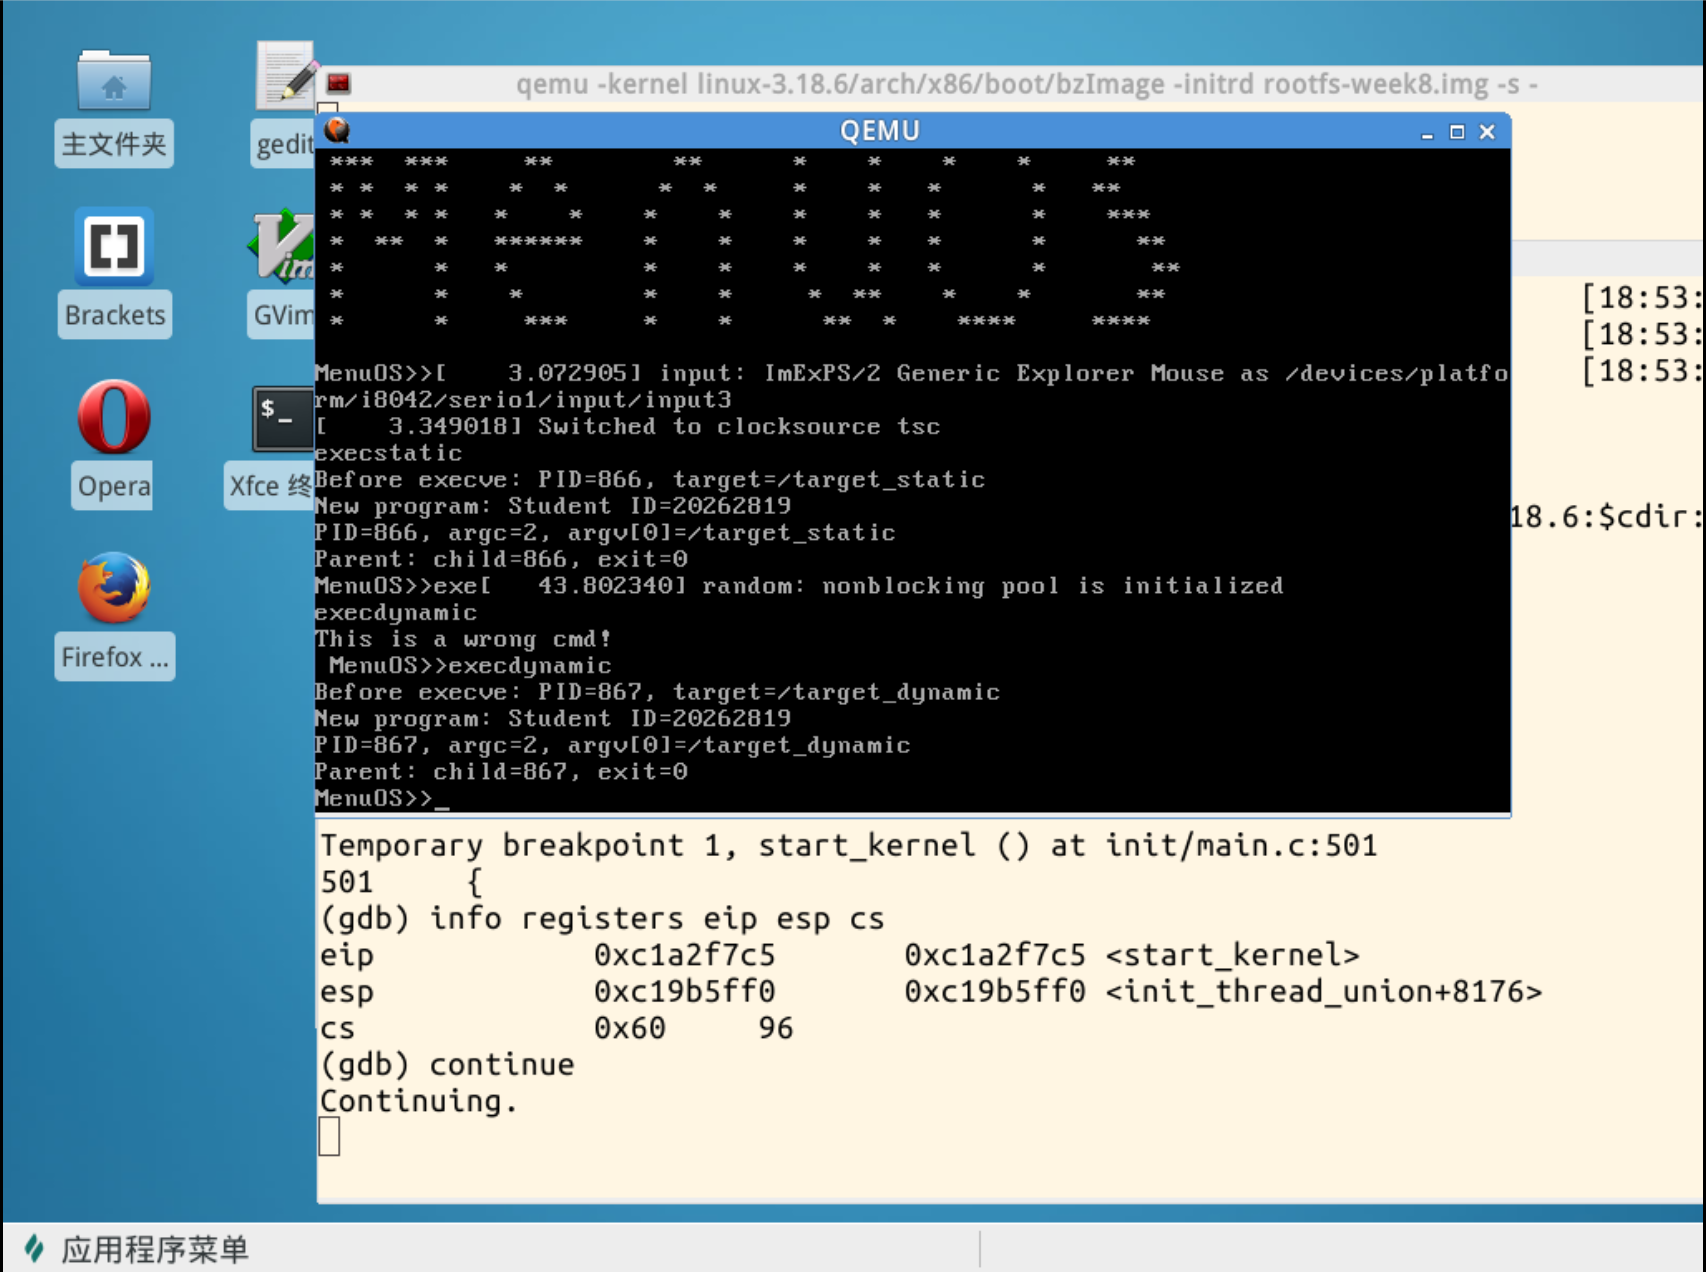 qemu -kernel linux-3.18.6/arch/x86/boot/bzImage -initrd rootfs-week8.img -s -
QEMU
主文件夹
gedit
Brackets
GVim
Opera
Xfce 终
Firefox ...
MenuOS>>[    3.072905] input: ImExPS/2 Generic Explorer Mouse as /devices/platfo
rm/i8042/serio1/input/input3
[    3.349018] Switched to clocksource tsc
execstatic
Before execve: PID=866, target=/target_static
New program: Student ID=20262819
PID=866, argc=2, argv[0]=/target_static
Parent: child=866, exit=0
MenuOS>>exe[   43.802340] random: nonblocking pool is initialized
execdynamic
This is a wrong cmd!
 MenuOS>>execdynamic
Before execve: PID=867, target=/target_dynamic
New program: Student ID=20262819
PID=867, argc=2, argv[0]=/target_dynamic
Parent: child=867, exit=0
MenuOS>>_
[18:53:
[18:53:
[18:53:
18.6:$cdir:
Temporary breakpoint 1, start_kernel () at init/main.c:501
501     {
(gdb) info registers eip esp cs
eip            0xc1a2f7c5       0xc1a2f7c5 <start_kernel>
esp            0xc19b5ff0       0xc19b5ff0 <init_thread_union+8176>
cs             0x60     96
(gdb) continue
Continuing.
应用程序菜单